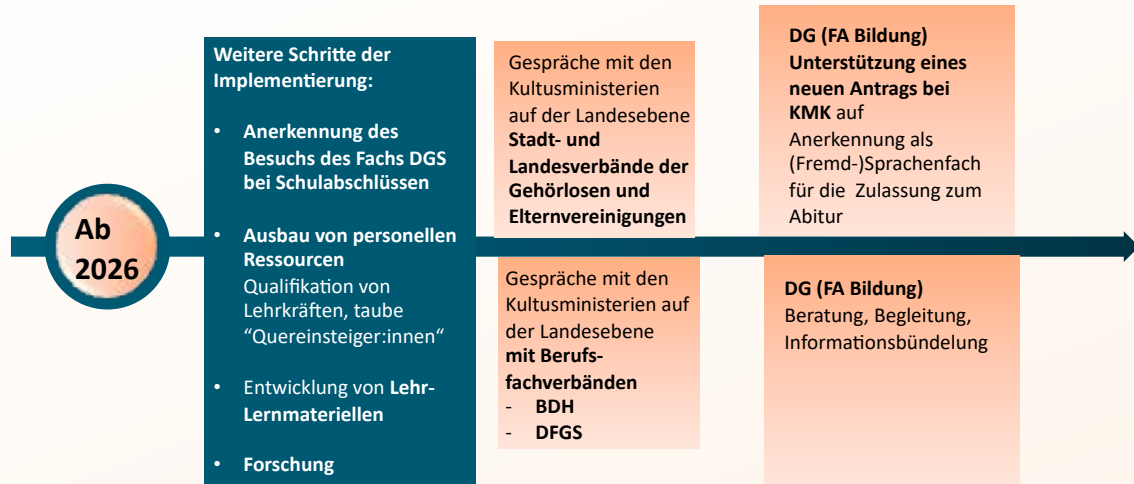 Ab
2026
Weitere Schritte der
Implementierung:
• Anerkennung des
Besuchs des Fachs DGS
bei Schulabschlüssen
• Ausbau von personellen
Ressourcen
Qualifikation von
Lehrkräften, taube
“Quereinsteiger:innen“
• Entwicklung von Lehr-
Lernmateriellen
• Forschung
Gespräche mit den
Kultusministerien
auf der Landesebene
Stadt- und
Landesverbände der
Gehörlosen und
Elternvereinigungen
Gespräche mit den
Kultusministerien auf
der Landesebene
mit Berufs-
fachverbänden
- BDH
- DFGS
DG (FA Bildung)
Unterstützung eines
neuen Antrags bei
KMK auf
Anerkennung als
(Fremd-)Sprachenfach
für die Zulassung zum
Abitur
DG (FA Bildung)
Beratung, Begleitung,
Informationsbündelung